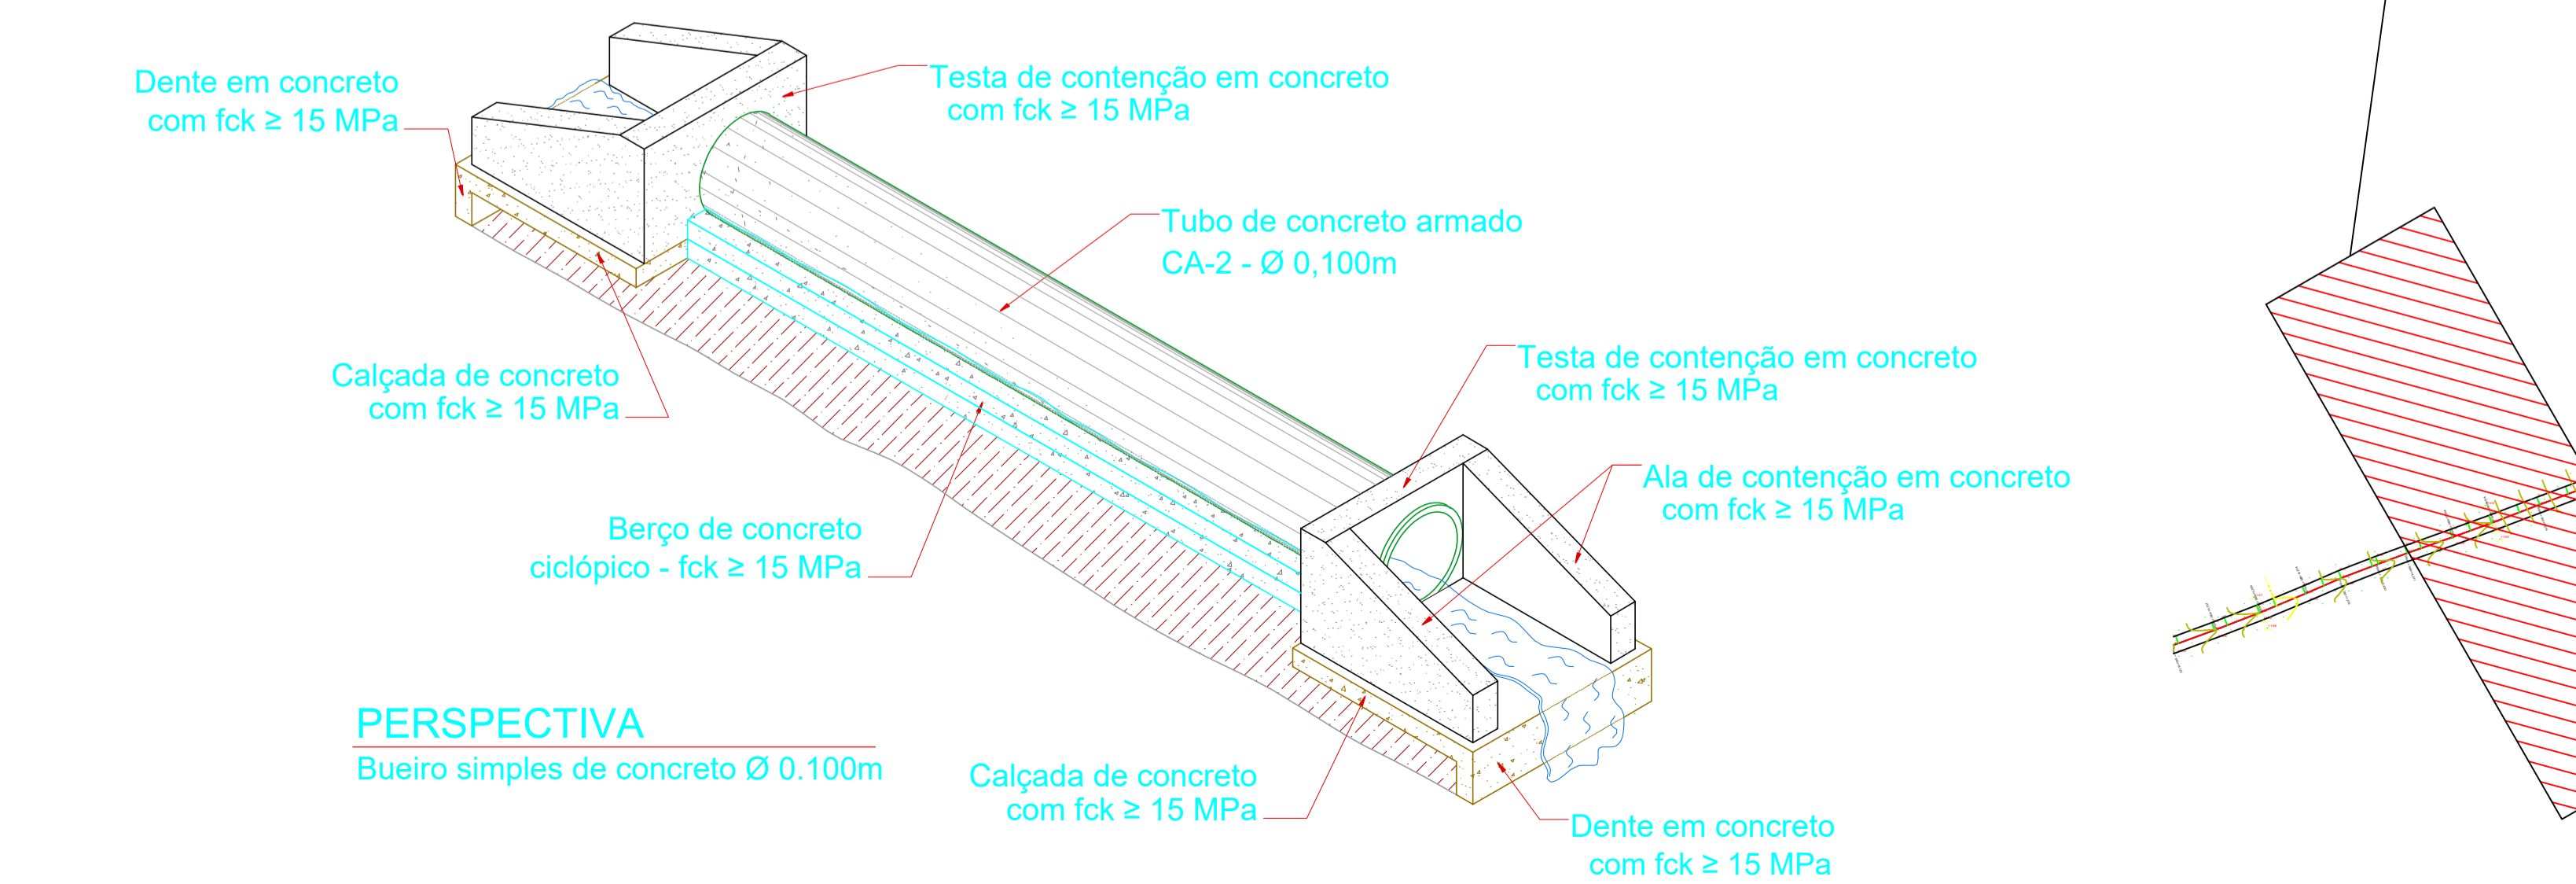 Dente em concreto
com fck ≥ 15 MPa
Testa de contenção em concreto
com fck ≥ 15 MPa
Tubo de concreto armado
CA-2 - Ø 0,100m
Calçada de concreto
com fck ≥ 15 MPa
Testa de contenção em concreto
com fck ≥ 15 MPa
Ala de contenção em concreto
com fck ≥ 15 MPa
Berço de concreto
ciclópico - fck ≥ 15 MPa
PERSPECTIVA
Bueiro simples de concreto Ø 0.100m
Calçada de concreto
com fck ≥ 15 MPa
Dente em concreto
com fck ≥ 15 MPa